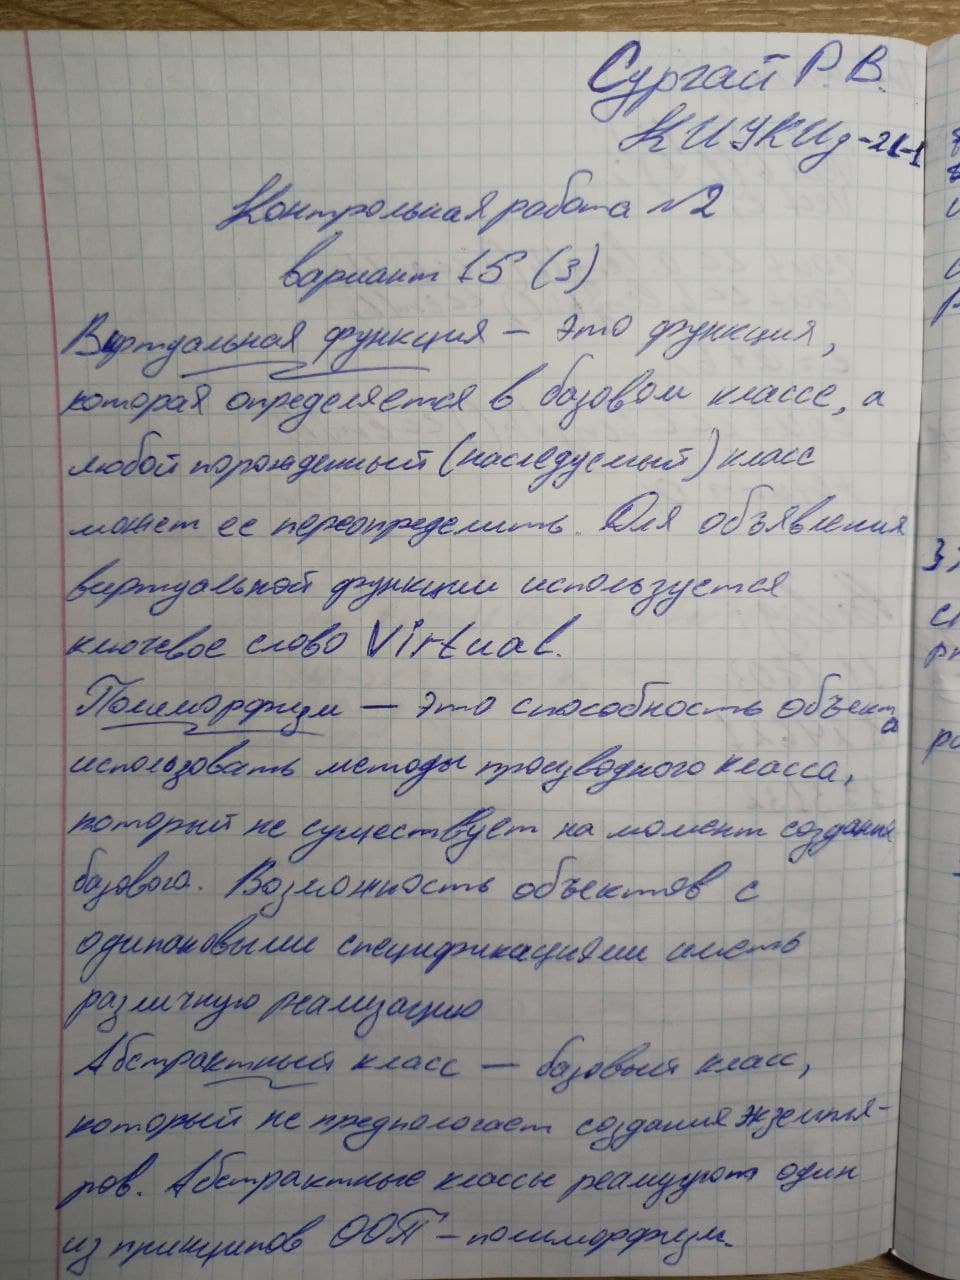 Сургай Р. В.
КИУКИу-21-1
Контрольная работа №2
вариант 15 (3)
Виртуальная функция – это функция,
которая определяется в базовом классе, а
любой порожденный (наследуемый) класс
может ее переопределить. Для объявления
виртуальной функции используется
ключевое слово Virtual.
Полиморфизм – это способность объекта
использовать методы производного класса,
который не существует на момент создания
базового. Возможность объектов с
одинаковыми спецификациями иметь
различную реализацию
Абстрактный класс – базовый класс,
который не предполагает создания экземпля-
ров. Абстрактные классы реализуют один
из принципов ООП – полиморфизм.